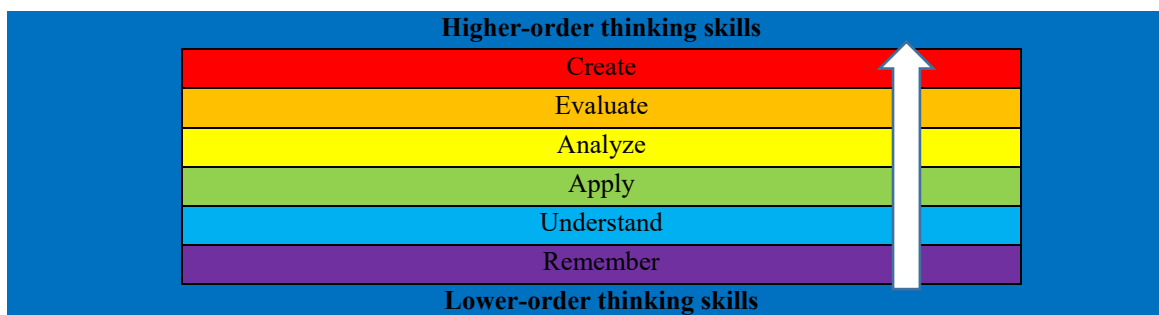 Higher-order thinking skills
Create
Evaluate
Analyze
Apply
Understand
Remember
Lower-order thinking skills